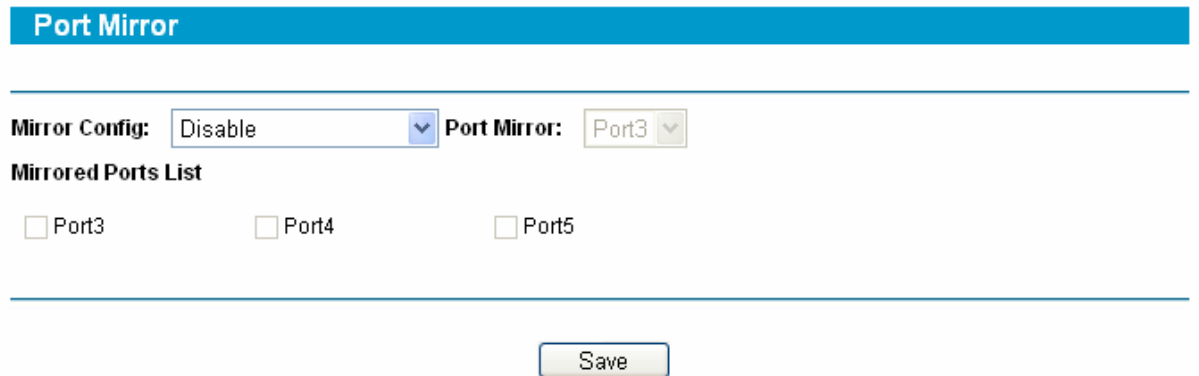 Port Mirror
Mirror Config: Disable Port Mirror: Port3
Mirrored Ports List
Port3 Port4 Port5
Save